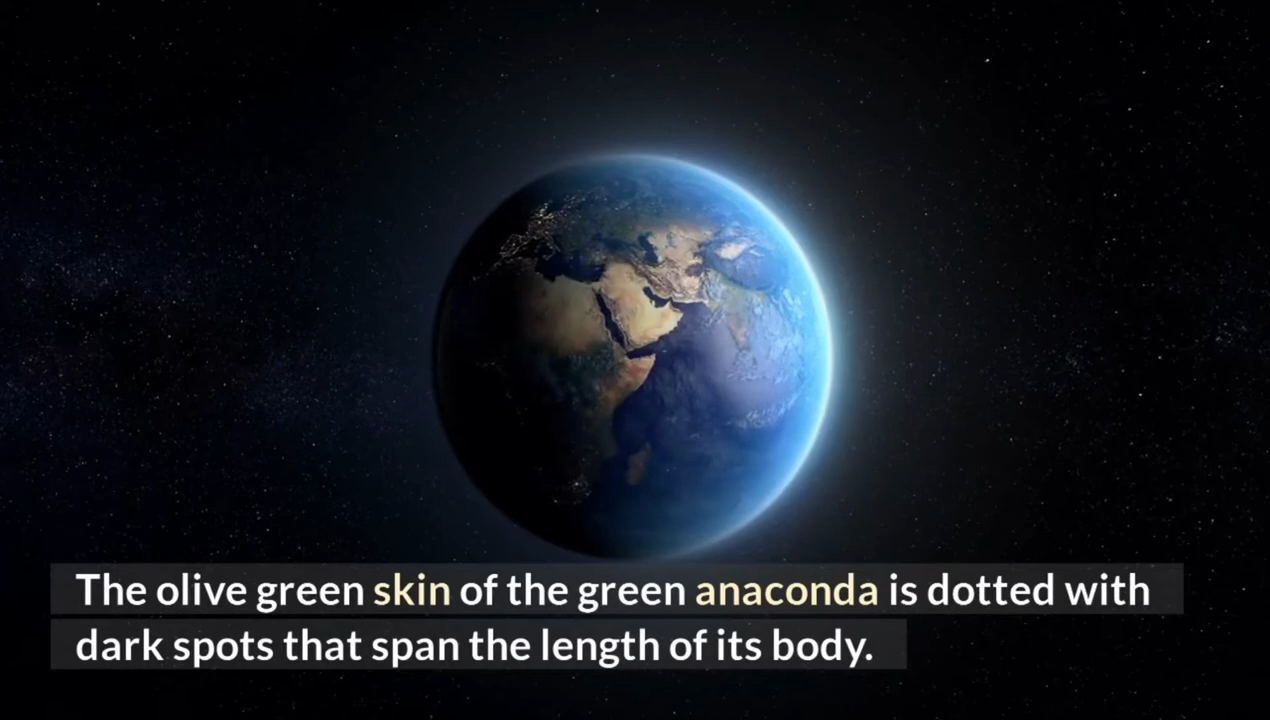 The olive green skin of the green anaconda is dotted with
dark spots that span the length of its body.